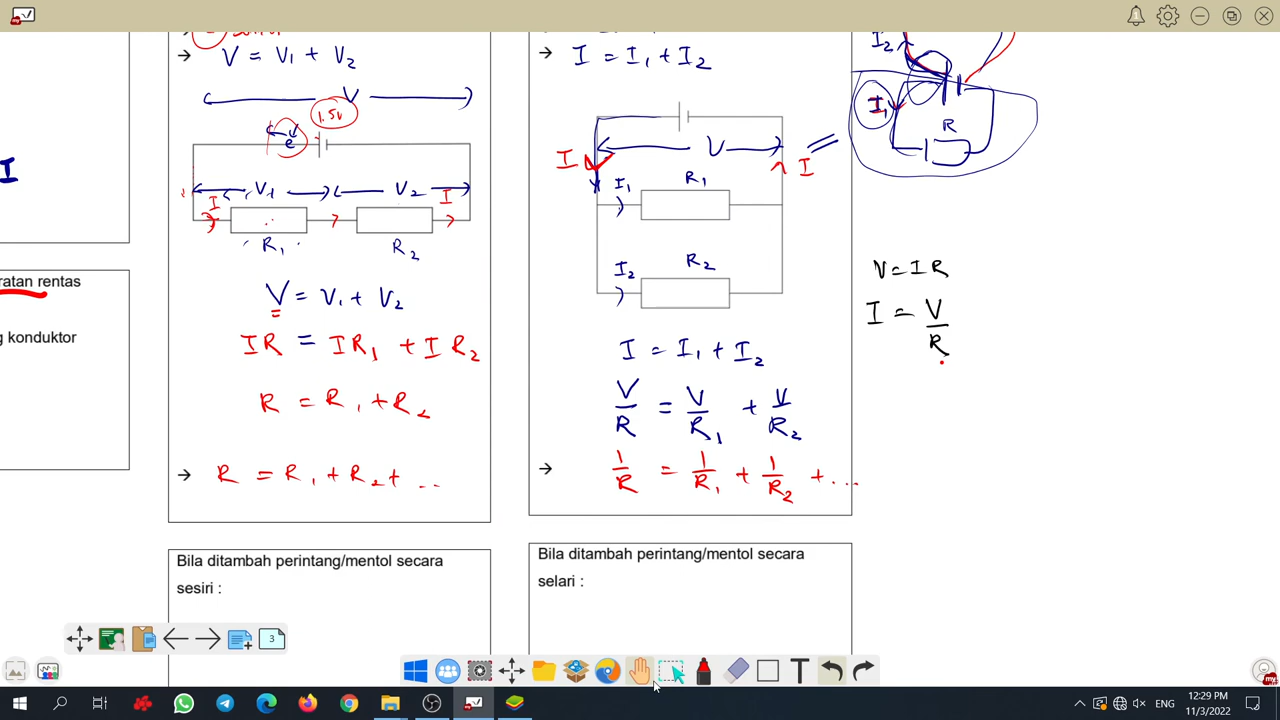 I
ratan rentas
g konduktor
→ V = V1 + V2
V
1.5V
e
V1 V2
I I
R1 R2
V = V1 + V2
IR = IR1 + IR2
R = R1 + R2
→ R = R1 + R2 + ...
Bila ditambah perintang/mentol secara
sesiri :
→ I = I1 + I2
I V I
I1 R1
I2 R2
I = I1 + I2
V/R = V/R1 + V/R2
→ 1/R = 1/R1 + 1/R2 + ...
Bila ditambah perintang/mentol secara
selari :
I2
I1
R
V = IR
I = V/R
3
ENG
12:29 PM
11/3/2022